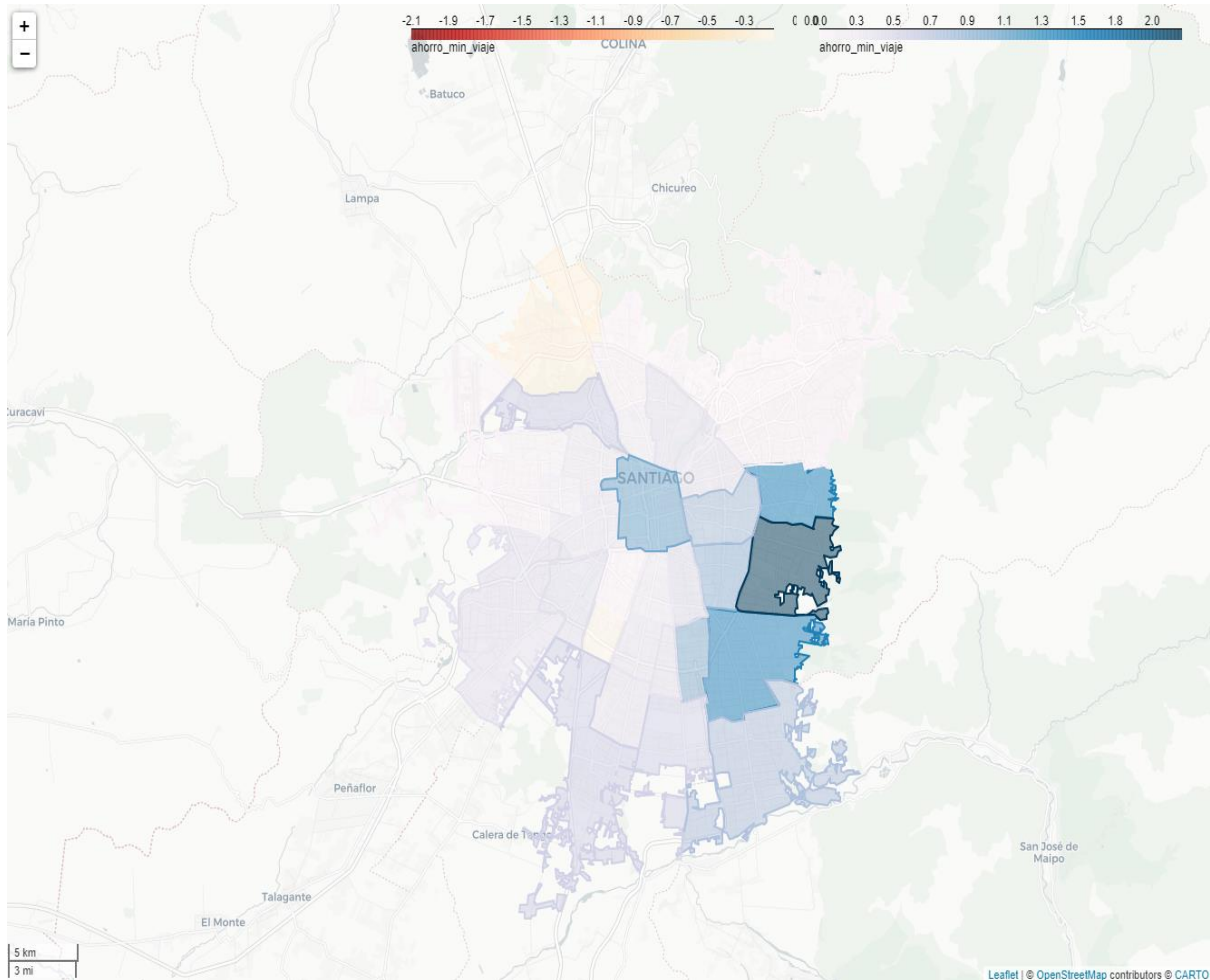 +
−
-2.1 -1.9 -1.7 -1.5 -1.3 -1.1 -0.9 -0.7 -0.5 -0.3
0.0 0.3 0.5 0.7 0.9 1.1 1.3 1.5 1.8 2.0
ahorro_min_viaje
ahorro_min_viaje
COLINA
Batuco
Chicureo
Lampa
Curacaví
SANTIAGO
María Pinto
Peñaflor
Calera de
San José de
Maipo
Talagante
El Monte
5 km
3 mi
Leaflet | © OpenStreetMap contributors © CARTO